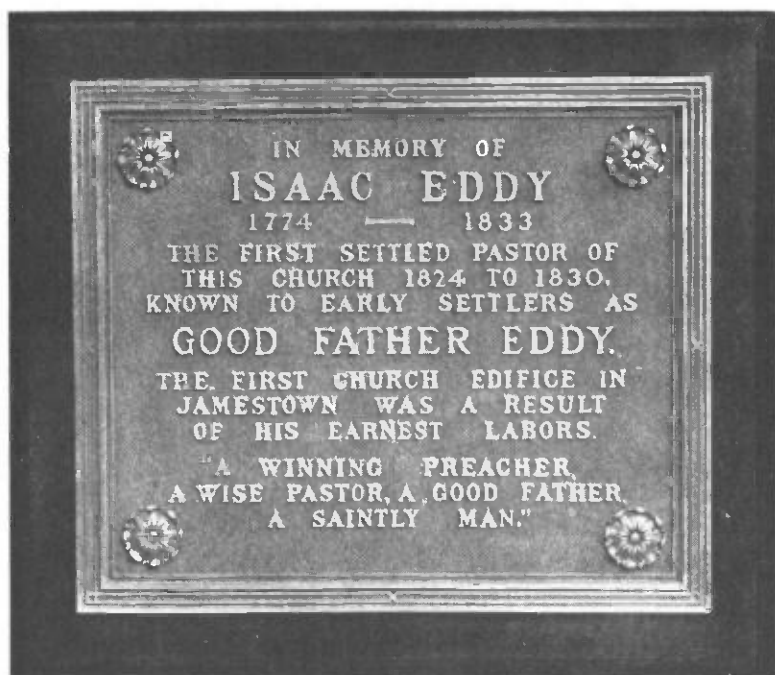 IN MEMORY OF
ISAAC EDDY
1774 — 1833
THE FIRST SETTLED PASTOR OF
THIS CHURCH 1824 TO 1830.
KNOWN TO EARLY SETTLERS AS
GOOD FATHER EDDY.
THE FIRST CHURCH EDIFICE IN
JAMESTOWN WAS A RESULT
OF HIS EARNEST LABORS.
"A WINNING PREACHER,
A WISE PASTOR, A GOOD FATHER,
A SAINTLY MAN."